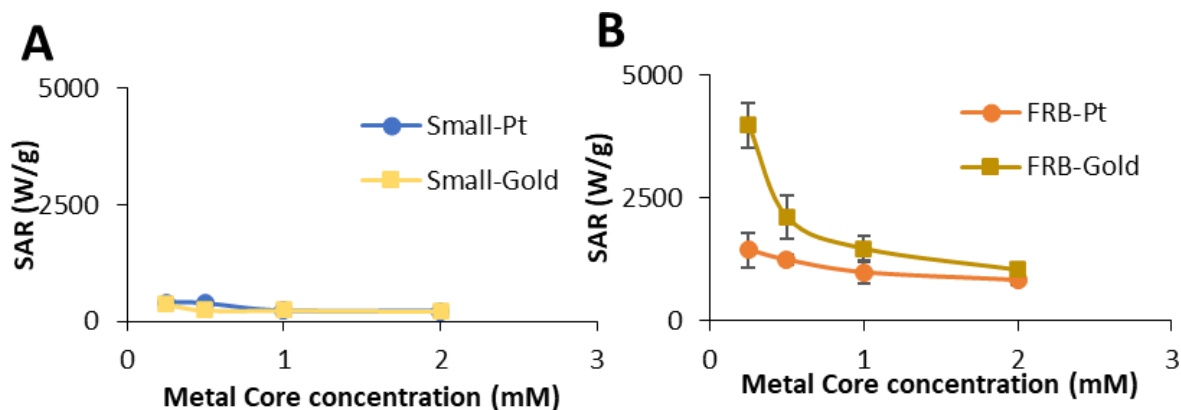 A
5000
2500
0
SAR (W/g)
Small-Pt
Small-Gold
0 1 2 3
Metal Core concentration (mM)
B
5000
2500
0
SAR (W/g)
FRB-Pt
FRB-Gold
0 1 2 3
Metal Core concentration (mM)